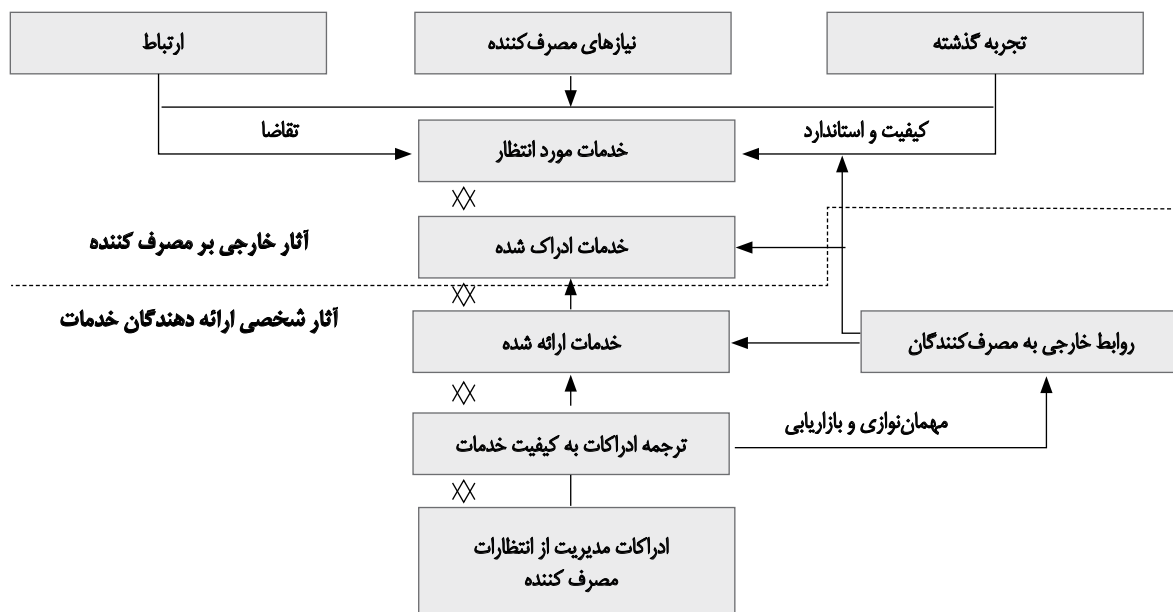 تجربه گذشته
نیازهای مصرف‌کننده
ارتباط
کیفیت و استاندارد
تقاضا
خدمات مورد انتظار
خدمات ادراک شده
آثار خارجی بر مصرف کننده
آثار شخصی ارائه دهندگان خدمات
خدمات ارائه شده
روابط خارجی به مصرف‌کنندگان
مهمان‌نوازی و بازاریابی
ترجمه ادراکات به کیفیت خدمات
ادراکات مدیریت از انتظارات
مصرف کننده